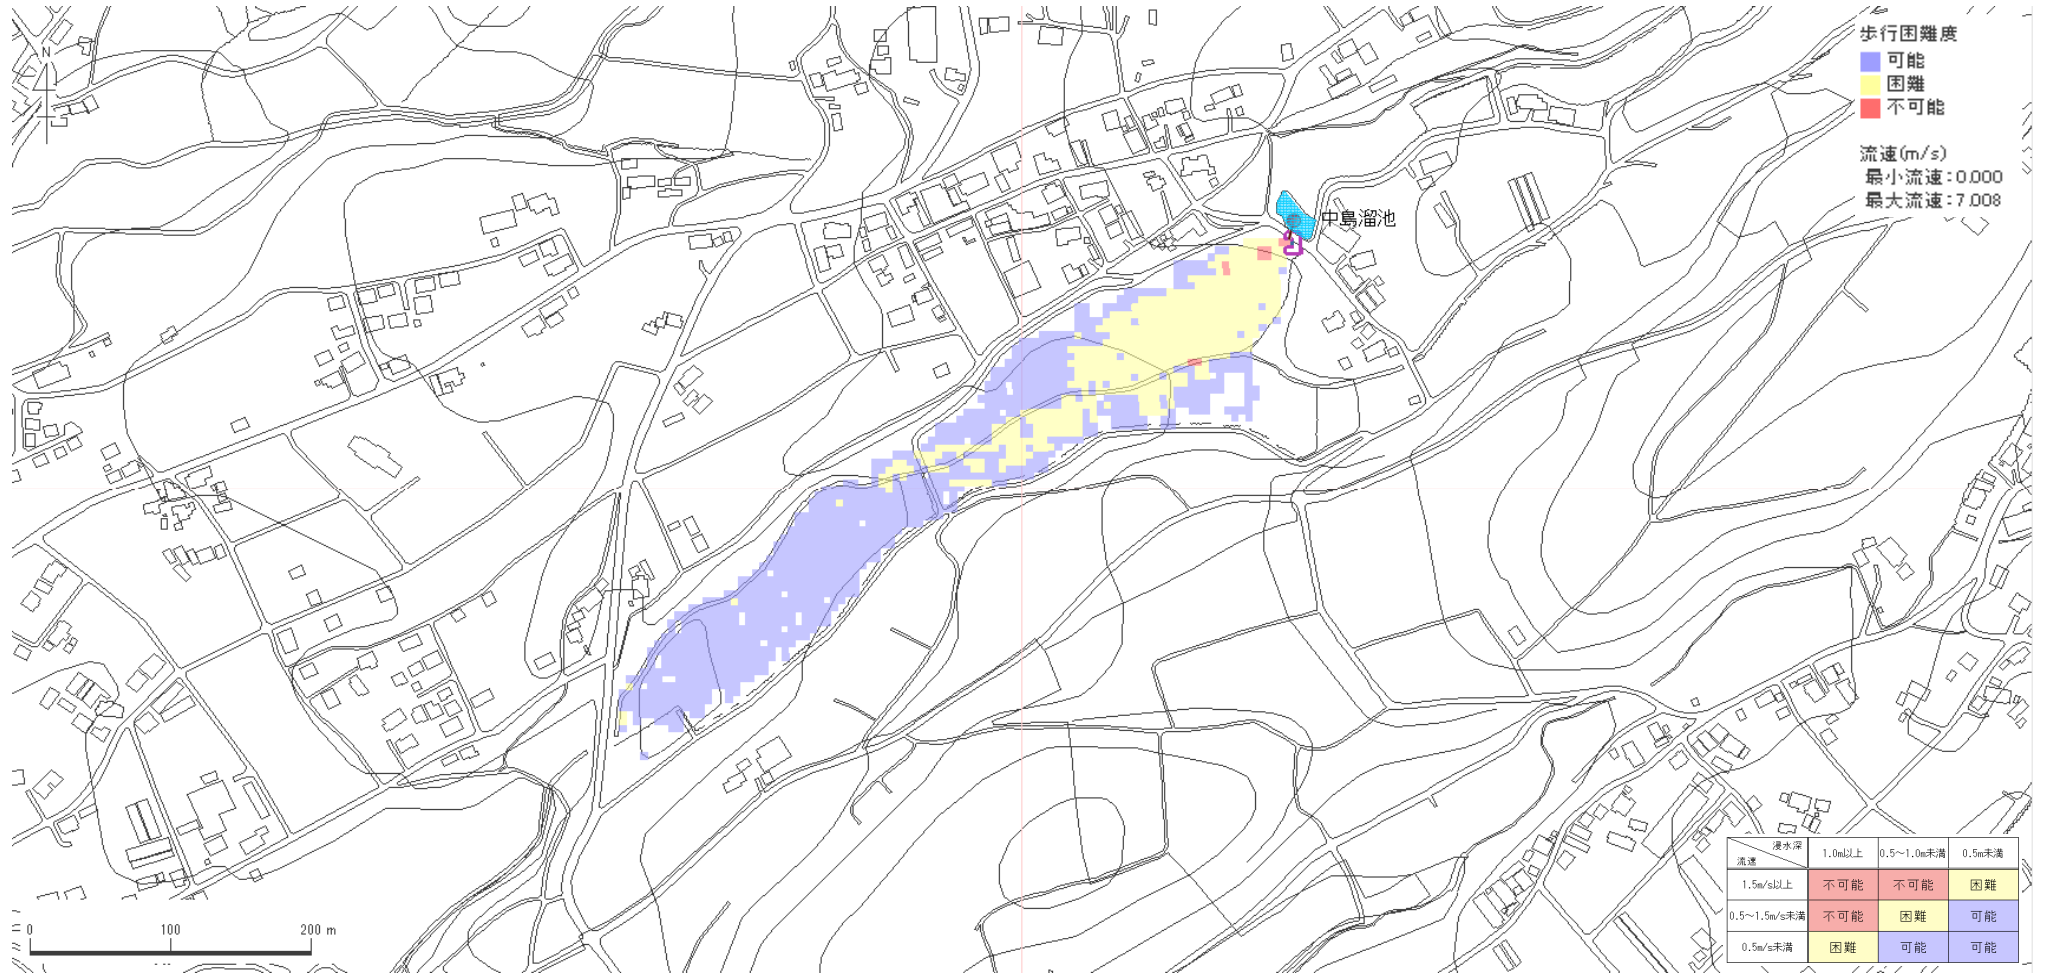 N
歩行困難度
可能
困難
不可能
流速(m/s)
最小流速:0.000
最大流速:7.008
中島溜池
浸水深
流速
1.0m以上
0.5～1.0m未満
0.5m未満
1.5m/s以上
不可能
不可能
困難
0.5～1.5m/s未満
不可能
困難
可能
0.5m/s未満
困難
可能
可能
0
100
200 m